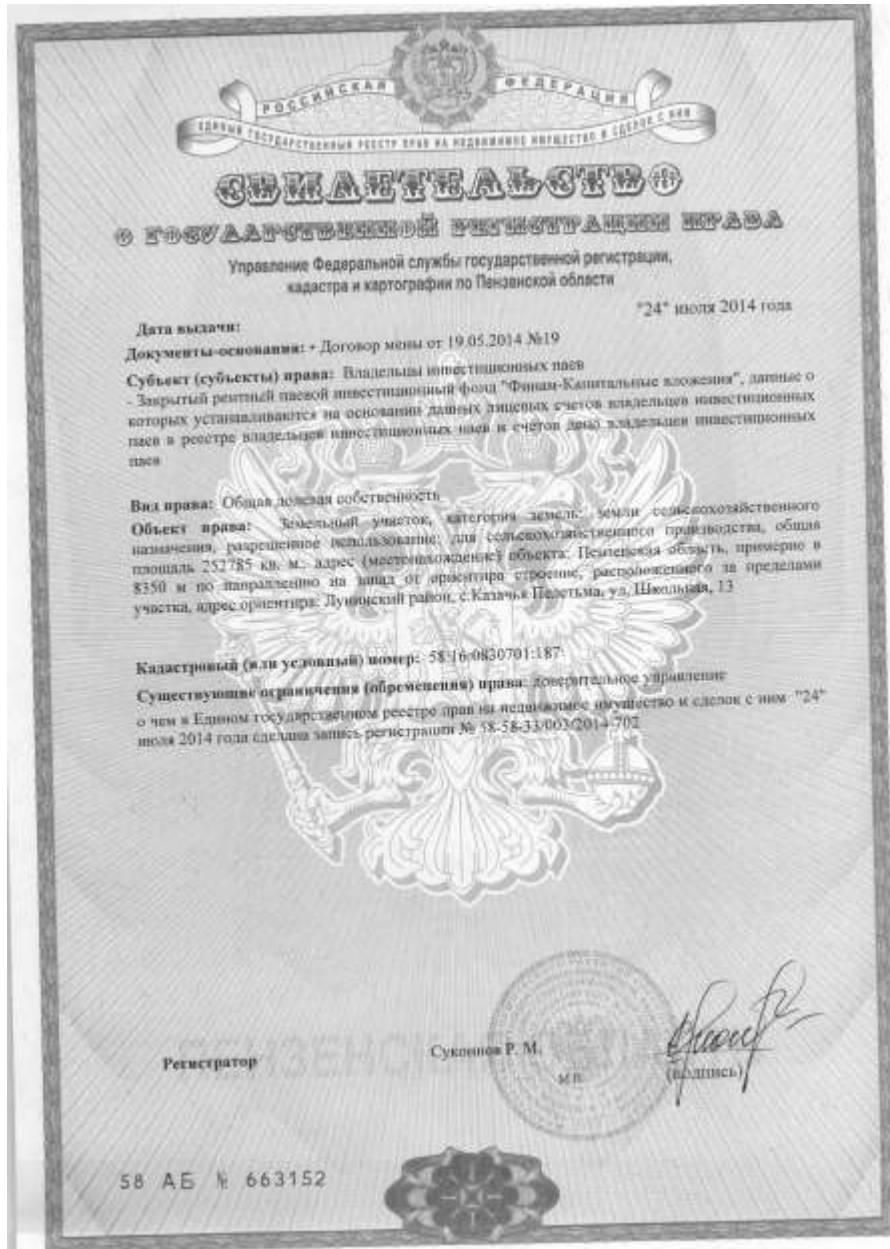 РОССИЙСКАЯ ФЕДЕРАЦИЯ
ЕДИНЫЙ ГОСУДАРСТВЕННЫЙ РЕЕСТР ПРАВ НА НЕДВИЖИМОЕ ИМУЩЕСТВО И СДЕЛОК С НИМ
СВИДЕТЕЛЬСТВО
О ГОСУДАРСТВЕННОЙ РЕГИСТРАЦИИ ПРАВА
Управление Федеральной службы государственной регистрации,
кадастра и картографии по Пензенской области
Дата выдачи: "24" июля 2014 года
Документы-основания: • Договор мены от 19.05.2014 №19
Субъект (субъекты) права: Владельцы инвестиционных паев
- Закрытый рентный паевой инвестиционный фонд "Финам-Капитальные вложения", данные о
которых устанавливаются на основании данных лицевых счетов владельцев инвестиционных
паев в реестре владельцев инвестиционных паев и счетов депо владельцев инвестиционных
паев
Вид права: Общая долевая собственность
Объект права: Земельный участок, категория земель: земли сельскохозяйственного
назначения, разрешенное использование: для сельскохозяйственного производства, общая
площадь 252785 кв. м., адрес (местонахождение) объекта: Пензенская область, примерно в
8350 м по направлению на запад от ориентира строение, расположенного за пределами
участка, адрес ориентира: Лунинский район, с.Казачья Пелетьма, ул. Школьная, 13
Кадастровый (или условный) номер: 58:16:0830701:187
Существующие ограничения (обременения) права: доверительное управление
о чем в Едином государственном реестре прав на недвижимое имущество и сделок с ним "24"
июля 2014 года сделана запись регистрации № 58-58-33/003/2014-702
Регистратор
Суконнов Р. М.
М.П.
(подпись)
58 АБ № 663152